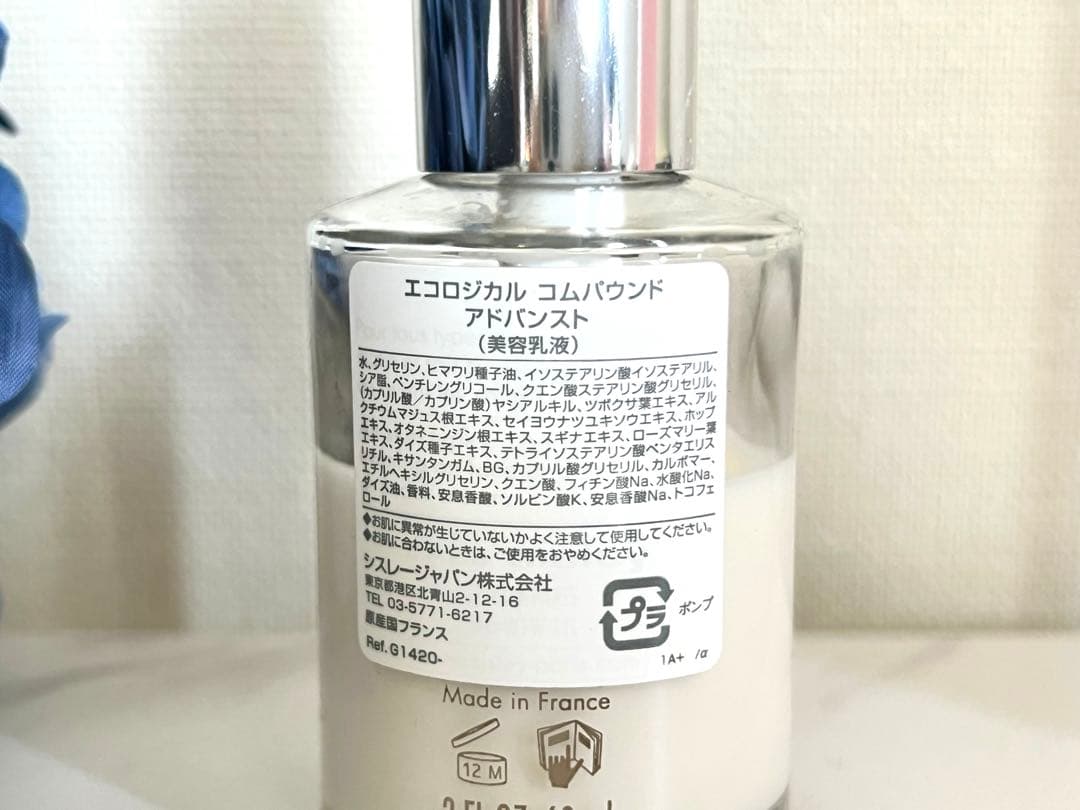 エコロジカル コムパウンド
アドバンスト
(美容乳液)
水、グリセリン、ヒマワリ種子油、イソステアリン酸イソステアリル、
シア脂、ペンチレングリコール、クエン酸ステアリン酸グリセリル、
(カプリル酸/カプリン酸)ヤシアルキル、ツボクサ葉エキス、アル
クチウムマジュス根エキス、セイヨウナツユキソウエキス、ホップ
エキス、オタネニンジン根エキス、スギナエキス、ローズマリー葉
エキス、ダイズ種子エキス、テトライソステアリン酸ペンタエリス
リチル、キサンタンガム、BG、カプリル酸グリセリル、カルボマー、
エチルヘキシルグリセリン、クエン酸、フィチン酸Na、水酸化Na、
ダイズ油、香料、安息香酸、ソルビン酸K、安息香酸Na、トコフェ
ロール
◆お肌に異常が生じていないかよく注意して使用してください。
◆お肌に合わないときは、ご使用をおやめください。
シスレージャパン株式会社
東京都港区北青山2-12-16
TEL 03-5771-6217
原産国フランス
Ref.G1420-
プラ ポンプ
1A+ /α
Made in France
12 M